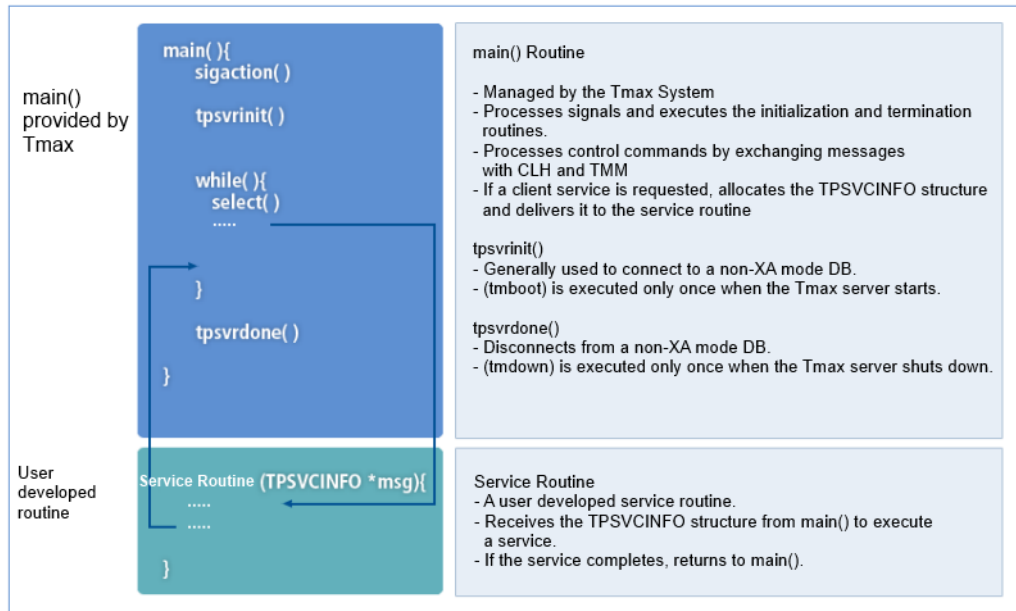 main()
provided by
Tmax
main( ){
sigaction( )
tpsvrinit( )
while( ){
select( )
.....
}
tpsvrdone( )
}
main() Routine
- Managed by the Tmax System
- Processes signals and executes the initialization and termination
routines.
- Processes control commands by exchanging messages
with CLH and TMM
- If a client service is requested, allocates the TPSVCINFO structure
and delivers it to the service routine
tpsvrinit()
- Generally used to connect to a non-XA mode DB.
- (tmboot) is executed only once when the Tmax server starts.
tpsvrdone()
- Disconnects from a non-XA mode DB.
- (tmdown) is executed only once when the Tmax server shuts down.
User
developed
routine
Service Routine (TPSVCINFO *msg){
.....
.....
}
Service Routine
- A user developed service routine.
- Receives the TPSVCINFO structure from main() to execute
a service.
- If the service completes, returns to main().